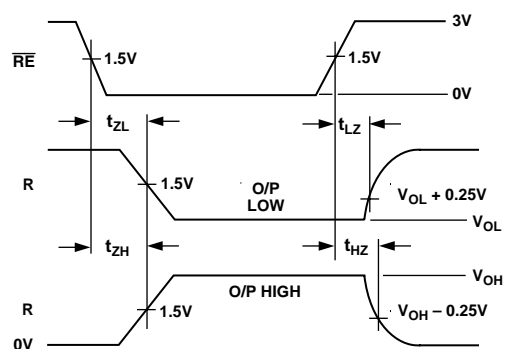 3V
RE
1.5V
1.5V
0V
tZL
tLZ
R
1.5V
O/P
LOW
VOL + 0.25V
VOL
tZH
tHZ
VOH
R
O/P HIGH
1.5V
VOH – 0.25V
0V